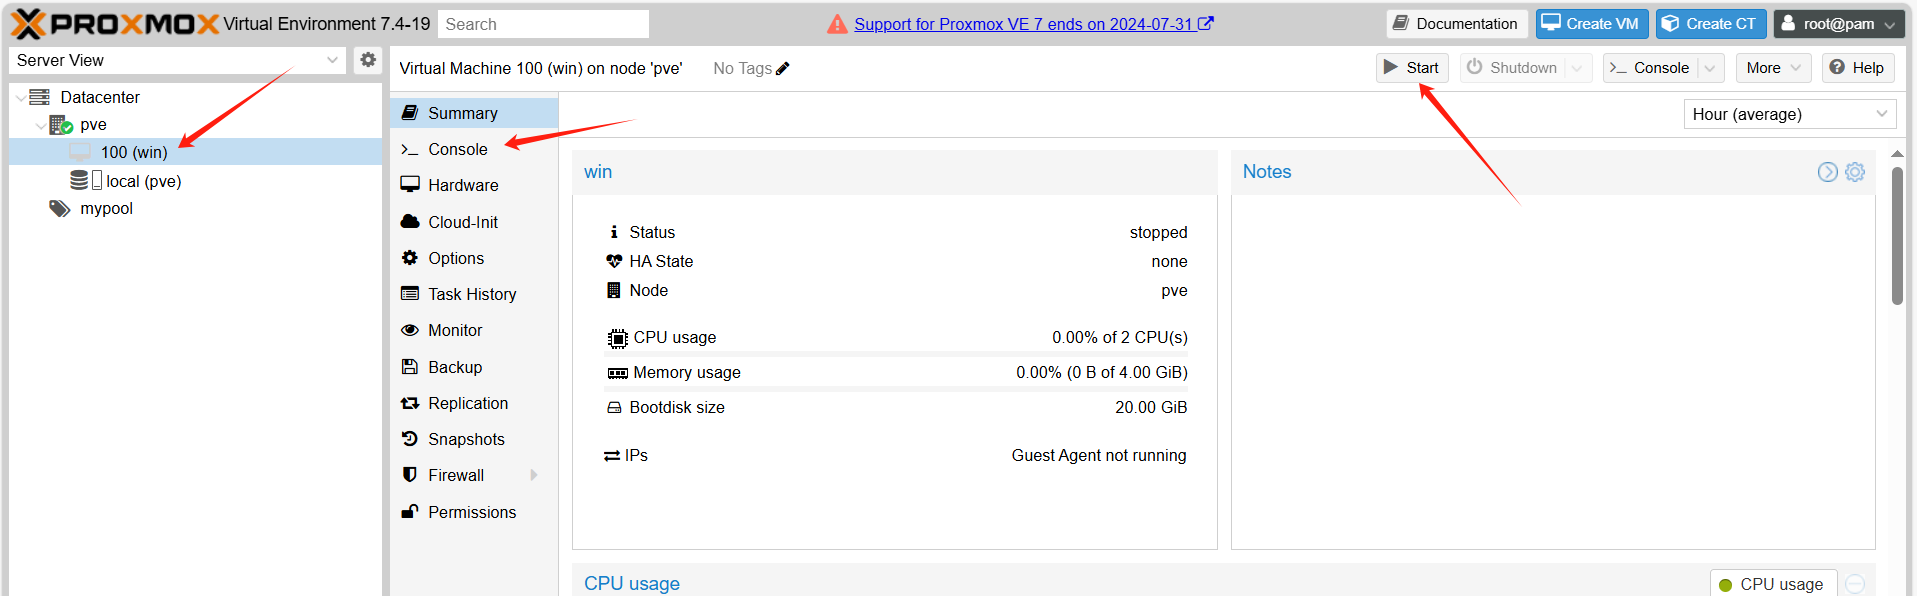 PROXMOX Virtual Environment 7.4-19 Search Support for Proxmox VE 7 ends on 2024-07-31 Documentation Create VM Create CT root@pam
Server View
Datacenter
pve
100 (win)
local (pve)
mypool
Virtual Machine 100 (win) on node 'pve' No Tags Start Shutdown Console More Help
Summary
Console
Hardware
Cloud-Init
Options
Task History
Monitor
Backup
Replication
Snapshots
Firewall
Permissions
Hour (average)
win
Status stopped
HA State none
Node pve
CPU usage 0.00% of 2 CPU(s)
Memory usage 0.00% (0 B of 4.00 GiB)
Bootdisk size 20.00 GiB
IPs Guest Agent not running
Notes
CPU usage
CPU usage